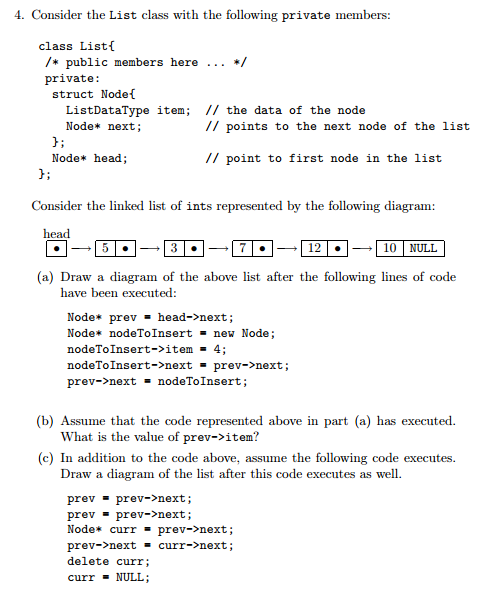 4. Consider the List class with the following private members:
class List{
/* public members here ... */
private:
struct Node{
ListDataType item; // the data of the node
Node* next; // points to the next node of the list
};
Node* head; // point to first node in the list
};
Consider the linked list of ints represented by the following diagram:
head
• → 5 • → 3 • → 7 • → 12 • → 10 NULL
(a) Draw a diagram of the above list after the following lines of code
have been executed:
Node* prev = head->next;
Node* nodeToInsert = new Node;
nodeToInsert->item = 4;
nodeToInsert->next = prev->next;
prev->next = nodeToInsert;
(b) Assume that the code represented above in part (a) has executed.
What is the value of prev->item?
(c) In addition to the code above, assume the following code executes.
Draw a diagram of the list after this code executes as well.
prev = prev->next;
prev = prev->next;
Node* curr = prev->next;
prev->next = curr->next;
delete curr;
curr = NULL;